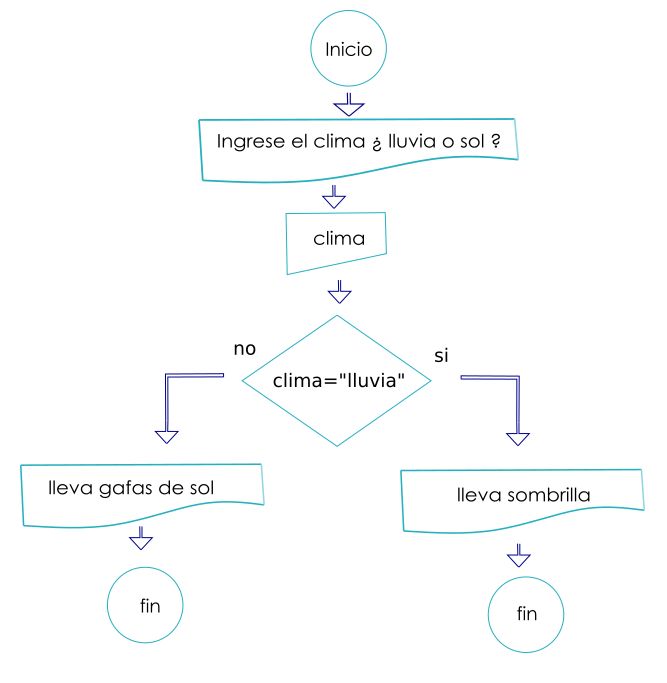 Inicio
Ingrese el clima ¿ lluvia o sol ?
clima
no
si
clima="lluvia"
lleva gafas de sol
lleva sombrilla
fin
fin